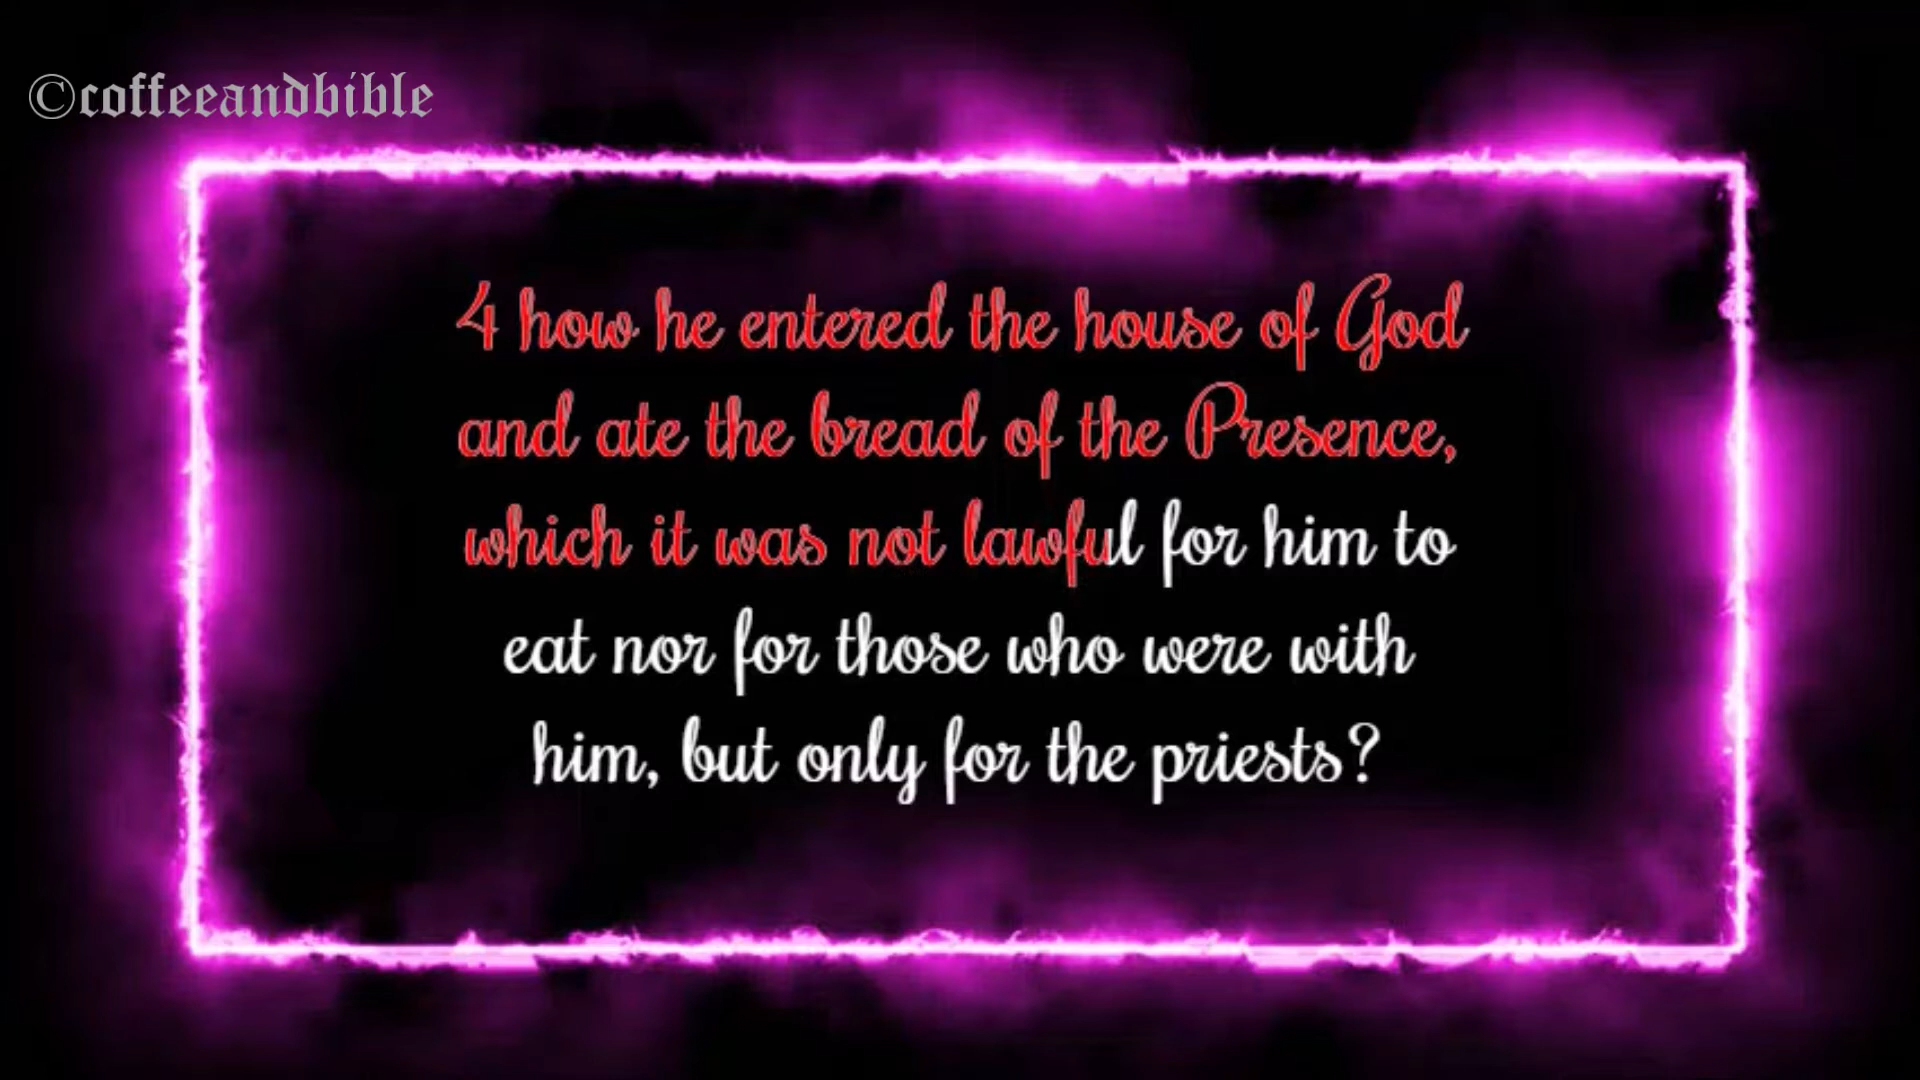 ©coffeeandbible
4 how he entered the house of God
and ate the bread of the Presence,
which it was not lawful for him to
eat nor for those who were with
him, but only for the priests?